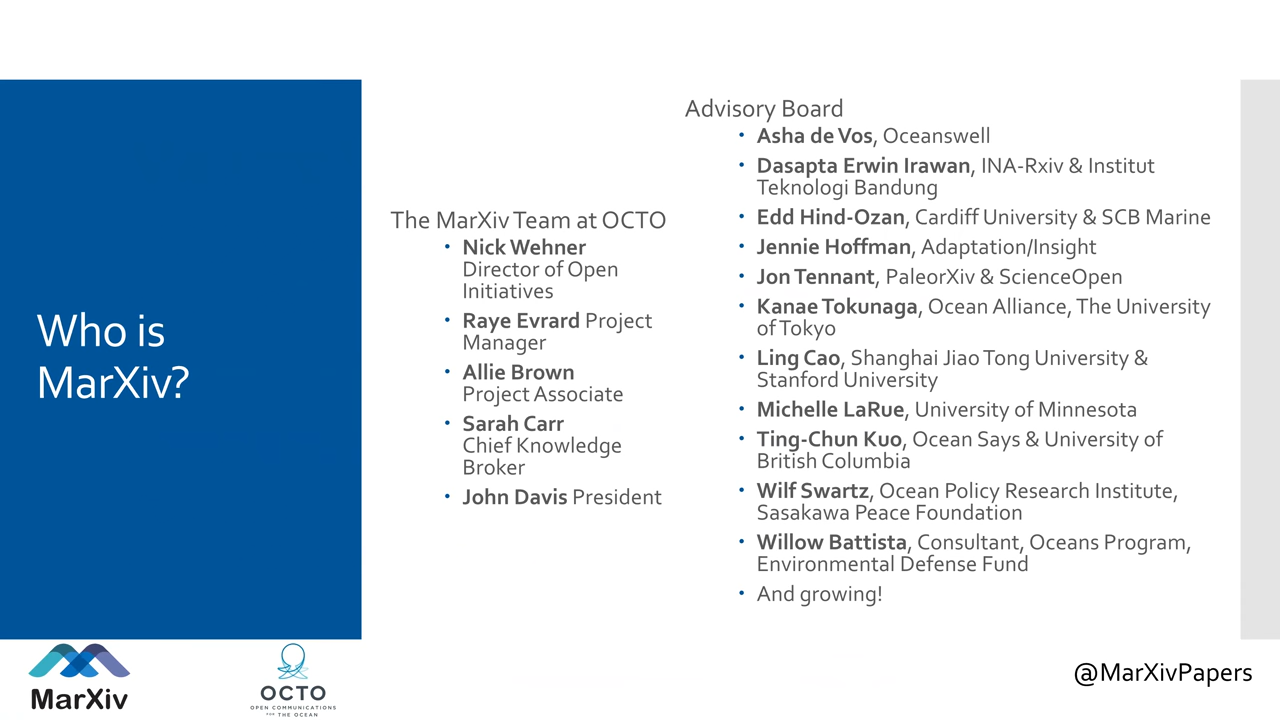 Who is
MarXiv?
The MarXiv Team at OCTO
• Nick Wehner
Director of Open
Initiatives
• Raye Evrard Project
Manager
• Allie Brown
Project Associate
• Sarah Carr
Chief Knowledge
Broker
• John Davis President
Advisory Board
• Asha de Vos, Oceanswell
• Dasapta Erwin Irawan, INA-Rxiv & Institut
Teknologi Bandung
• Edd Hind-Ozan, Cardiff University & SCB Marine
• Jennie Hoffman, Adaptation/Insight
• Jon Tennant, PaleorXiv & ScienceOpen
• Kanae Tokunaga, Ocean Alliance, The University
of Tokyo
• Ling Cao, Shanghai Jiao Tong University &
Stanford University
• Michelle LaRue, University of Minnesota
• Ting-Chun Kuo, Ocean Says & University of
British Columbia
• Wilf Swartz, Ocean Policy Research Institute,
Sasakawa Peace Foundation
• Willow Battista, Consultant, Oceans Program,
Environmental Defense Fund
• And growing!
MarXiv
OCTO
OPEN COMMUNICATIONS
FOR THE OCEAN
@MarXivPapers